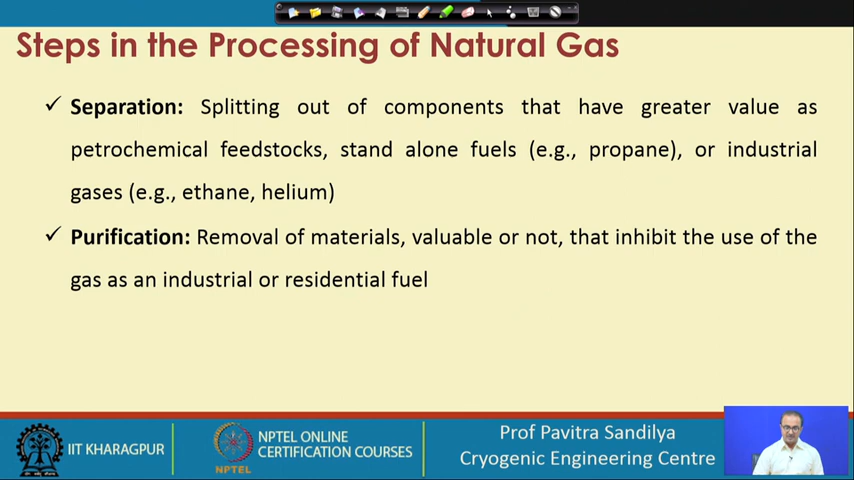 Steps in the Processing of Natural Gas
✓ Separation: Splitting out of components that have greater value as
petrochemical feedstocks, stand alone fuels (e.g., propane), or industrial
gases (e.g., ethane, helium)
✓ Purification: Removal of materials, valuable or not, that inhibit the use of the
gas as an industrial or residential fuel
IIT KHARAGPUR
NPTEL
NPTEL ONLINE
CERTIFICATION COURSES
Prof Pavitra Sandilya
Cryogenic Engineering Centre